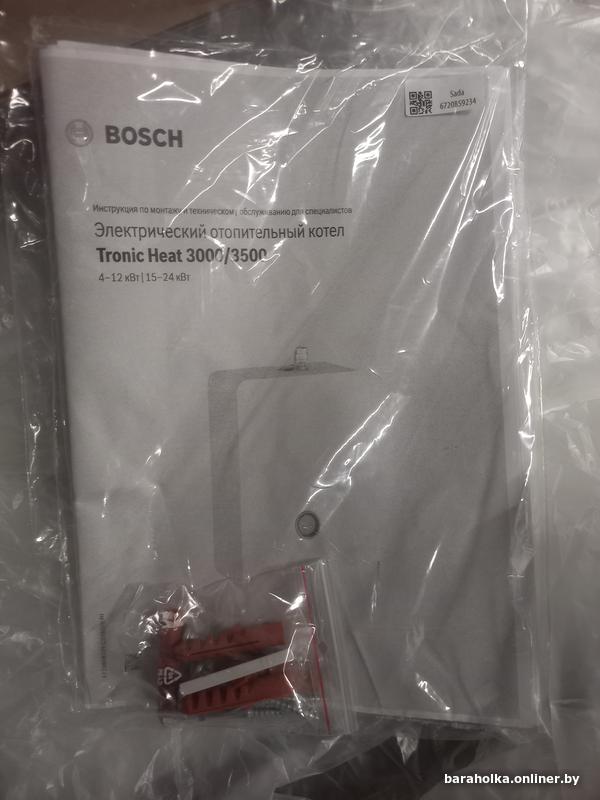 Sada
6720859234
BOSCH
Инструкция по монтажу и техническому обслуживанию для специалистов
Электрический отопительный котел
Tronic Heat 3000/3500
4–12 кВт | 15–24 кВт
baraholka.onliner.by